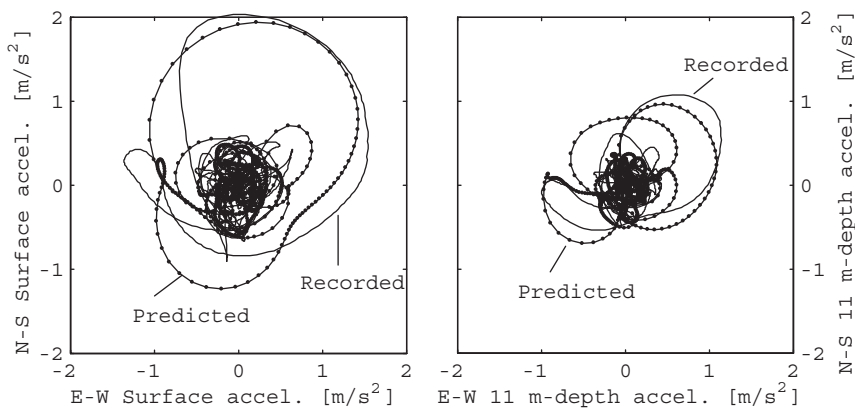 N-S Surface accel. [m/s²]
2
1
0
-1
-2
Recorded
Predicted
-2 -1 0 1 2
E-W Surface accel. [m/s²]
Recorded
Predicted
-2 -1 0 1 2
E-W 11 m-depth accel. [m/s²]
2
1
0
-1
-2
N-S 11 m-depth accel. [m/s²]